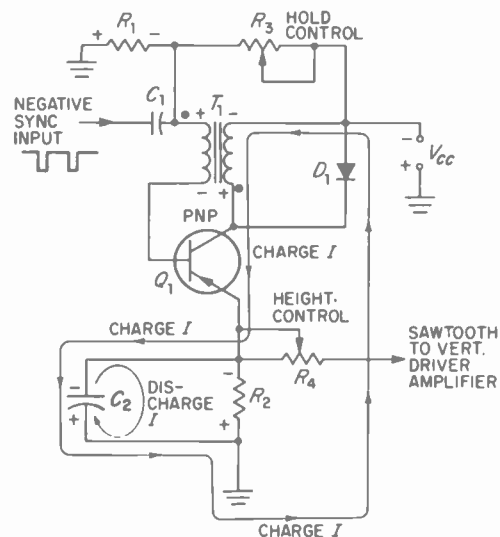 + R1 -
R3
HOLD
CONTROL
NEGATIVE
SYNC
INPUT
C1
+ T1 -
- +
D1
-
+
VCC
PNP
Q1
CHARGE I
HEIGHT-
CONTROL
CHARGE I
SAWTOOTH
TO VERT.
DRIVER
AMPLIFIER
R4
-
C2
+
DIS-
CHARGE
I
-
R2
+
CHARGE I